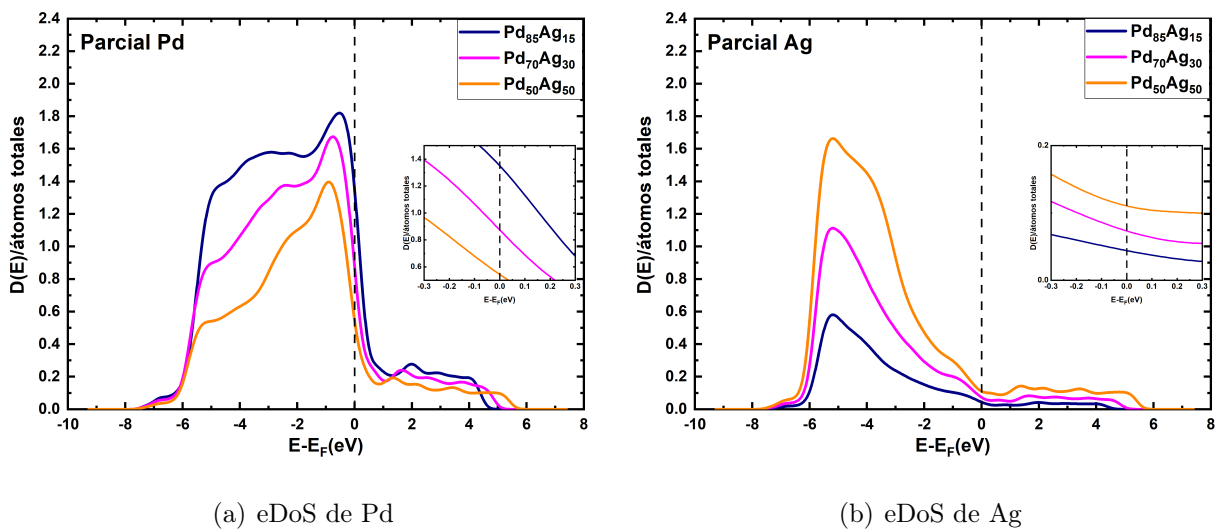 Parcial Pd
Pd₈₅Ag₁₅
Pd₇₀Ag₃₀
Pd₅₀Ag₅₀
D(E)/átomos totales
2.4
2.2
2.0
1.8
1.6
1.4
1.2
1.0
0.8
0.6
0.4
0.2
0.0
-10 -8 -6 -4 -2 0 2 4 6 8
E-E_F(eV)
D(E)/átomos totales
1.4
1.2
1.0
0.8
0.6
-0.3 -0.2 -0.1 0.0 0.1 0.2 0.3
E-E_F(eV)
(a) eDoS de Pd
Parcial Ag
Pd₈₅Ag₁₅
Pd₇₀Ag₃₀
Pd₅₀Ag₅₀
D(E)/átomos totales
2.4
2.2
2.0
1.8
1.6
1.4
1.2
1.0
0.8
0.6
0.4
0.2
0.0
-10 -8 -6 -4 -2 0 2 4 6 8
E-E_F(eV)
D(E)/átomos totales
0.2
0.0
-0.3 -0.2 -0.1 0.0 0.1 0.2 0.3
E-E_F(eV)
(b) eDoS de Ag